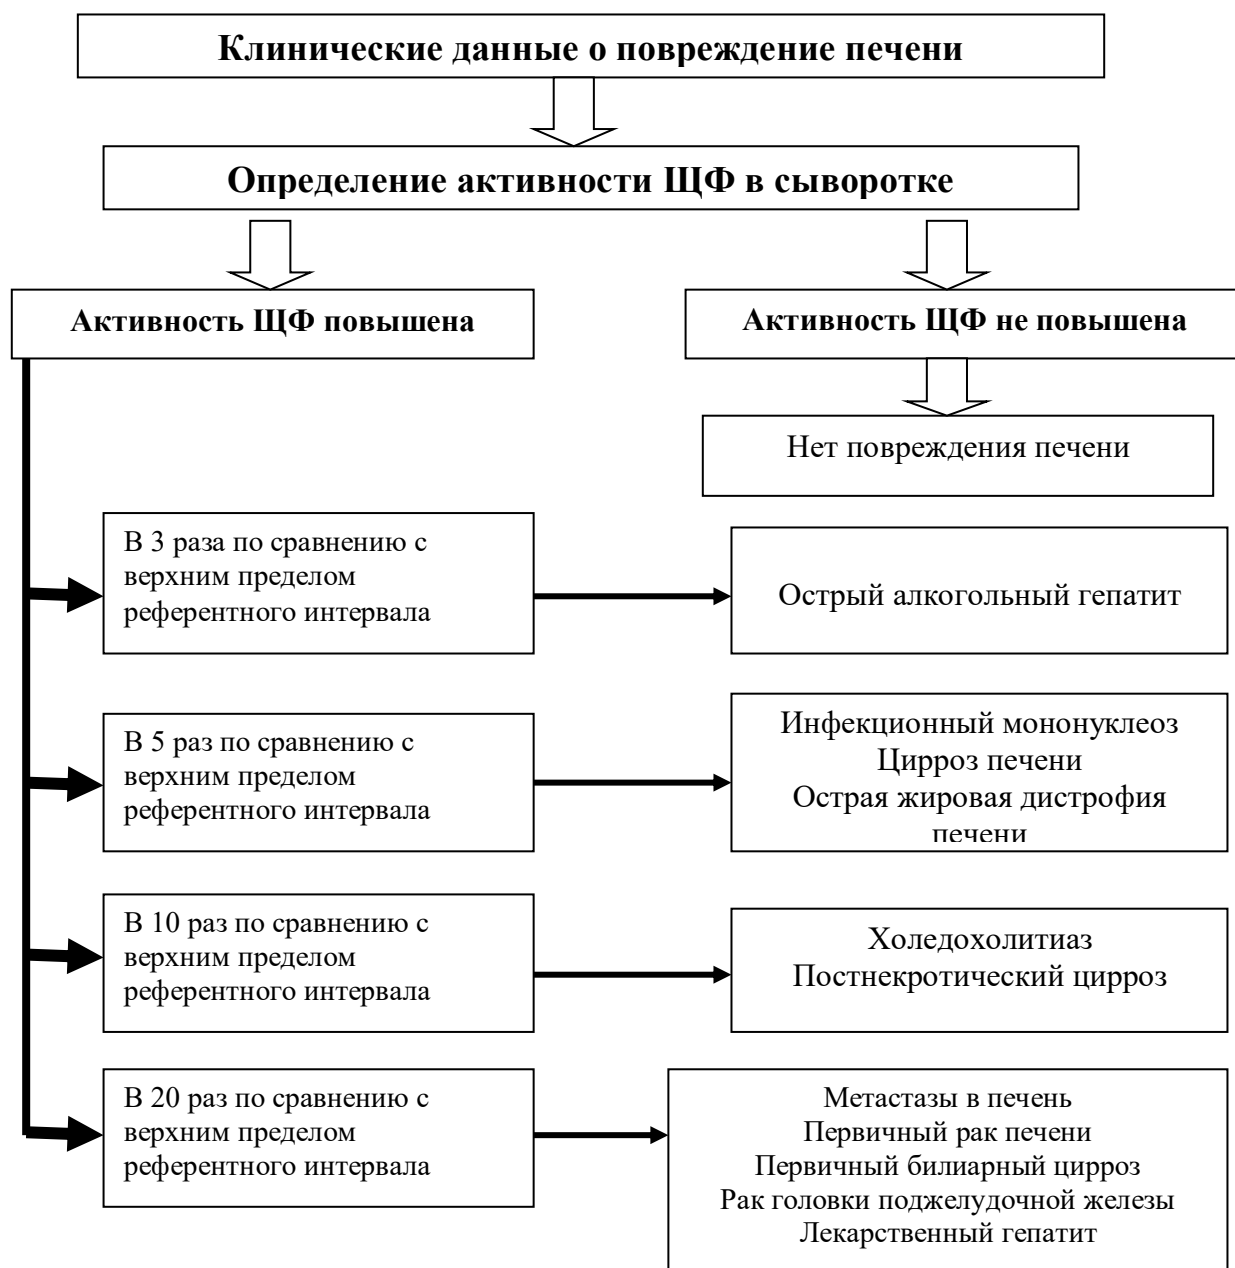 Клинические данные о повреждение печени
Определение активности ЩФ в сыворотке
Активность ЩФ повышена
Активность ЩФ не повышена
Нет повреждения печени
В 3 раза по сравнению с
верхним пределом
референтного интервала
Острый алкогольный гепатит
В 5 раз по сравнению с
верхним пределом
референтного интервала
Инфекционный мононуклеоз
Цирроз печени
Острая жировая дистрофия
печени
В 10 раз по сравнению с
верхним пределом
референтного интервала
Холедохолитиаз
Постнекротический цирроз
В 20 раз по сравнению с
верхним пределом
референтного интервала
Метастазы в печень
Первичный рак печени
Первичный билиарный цирроз
Рак головки поджелудочной железы
Лекарственный гепатит